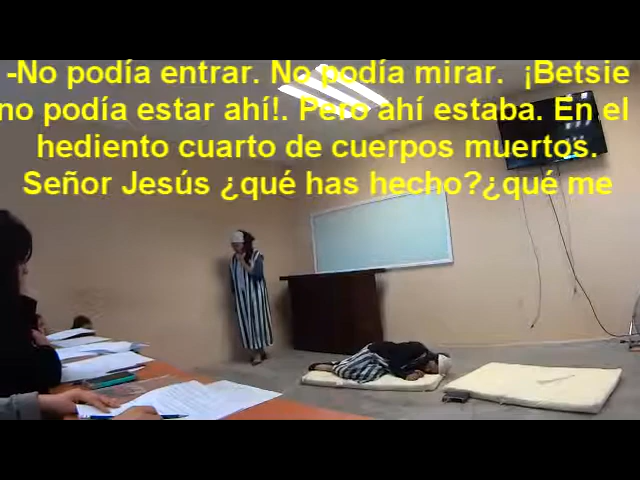 -No podía entrar. No podía mirar.  ¡Betsie
no podía estar ahí!. Pero ahí estaba. En el
hediento cuarto de cuerpos muertos.
Señor Jesús ¿qué has hecho?¿qué me